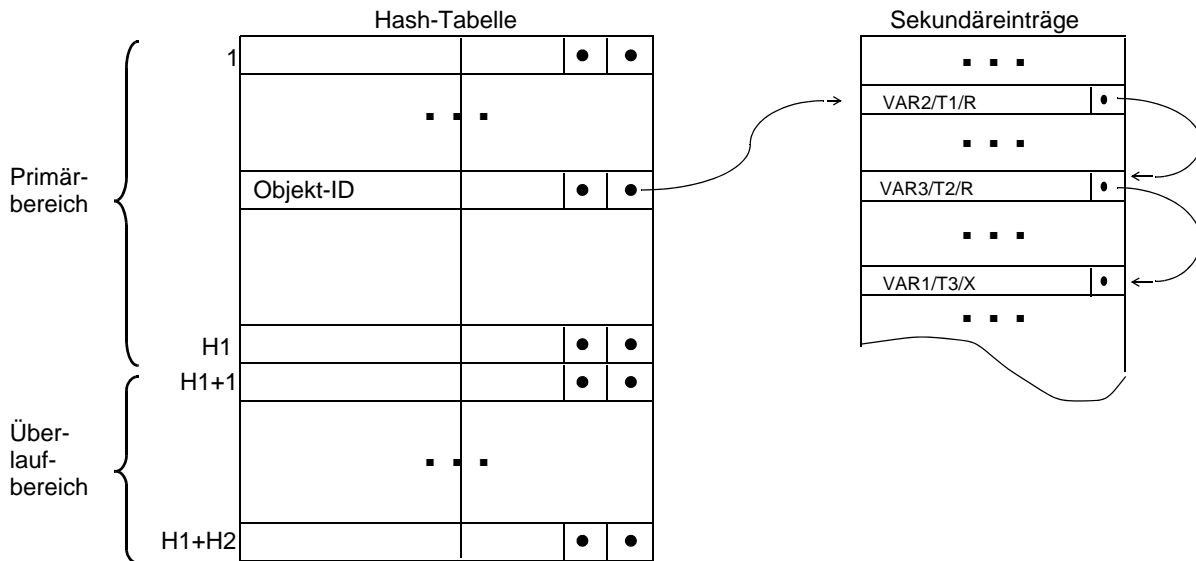 Hash-Tabelle
Sekundäreinträge
1
VAR2/T1/R
Primär-
bereich
Objekt-ID
VAR3/T2/R
VAR1/T3/X
H1
H1+1
Über-
lauf-
bereich
H1+H2